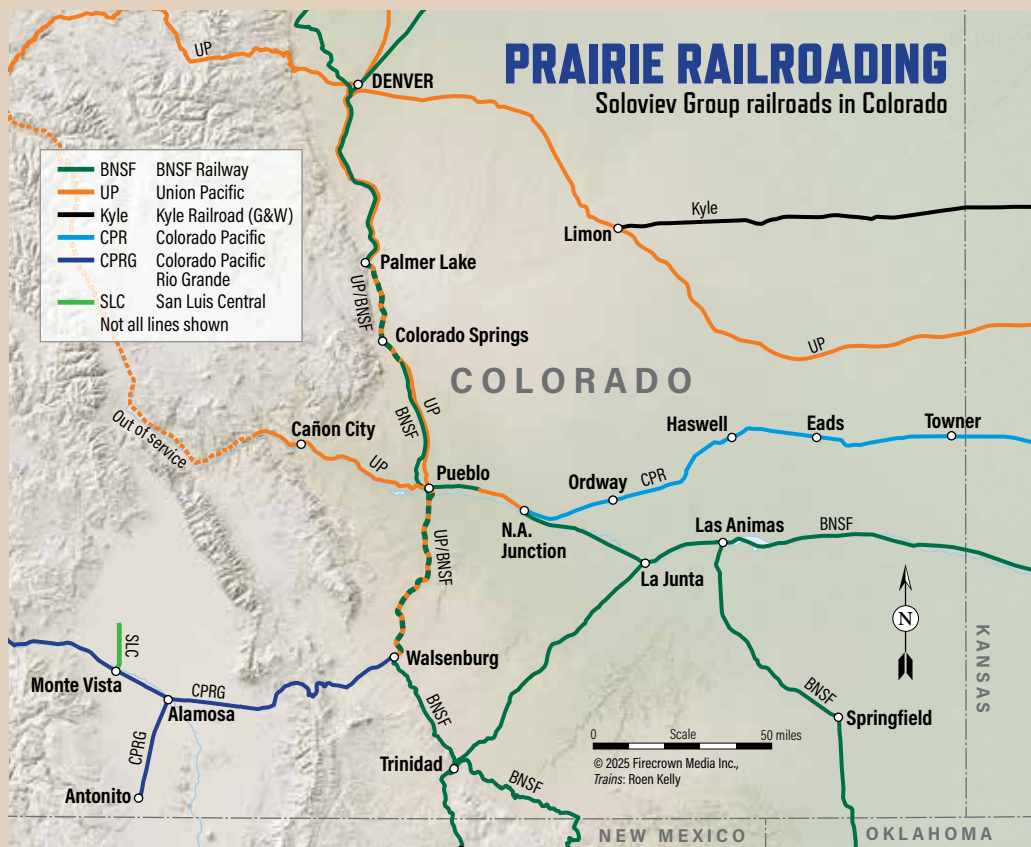 PRAIRIE RAILROADING
Soloviev Group railroads in Colorado
UP
DENVER
BNSF BNSF Railway
UP Union Pacific
Kyle Kyle Railroad (G&W)
CPR Colorado Pacific
CPRG Colorado Pacific
Rio Grande
SLC San Luis Central
Not all lines shown
Kyle
Limon
Palmer Lake
UP/BNSF
Colorado Springs
UP
COLORADO
UP
BNSF
Out of service
Cañon City
UP
Haswell
Eads
Towner
Pueblo
CPR
Ordway
N.A.
Junction
Las Animas
BNSF
UP/BNSF
La Junta
N
KANSAS
SLC
Monte Vista
Walsenburg
CPRG
Alamosa
BNSF
BNSF
Springfield
CPRG
0 Scale 50 miles
© 2025 Firecrown Media Inc.,
Trains: Roen Kelly
Trinidad
BNSF
Antonito
NEW MEXICO
OKLAHOMA